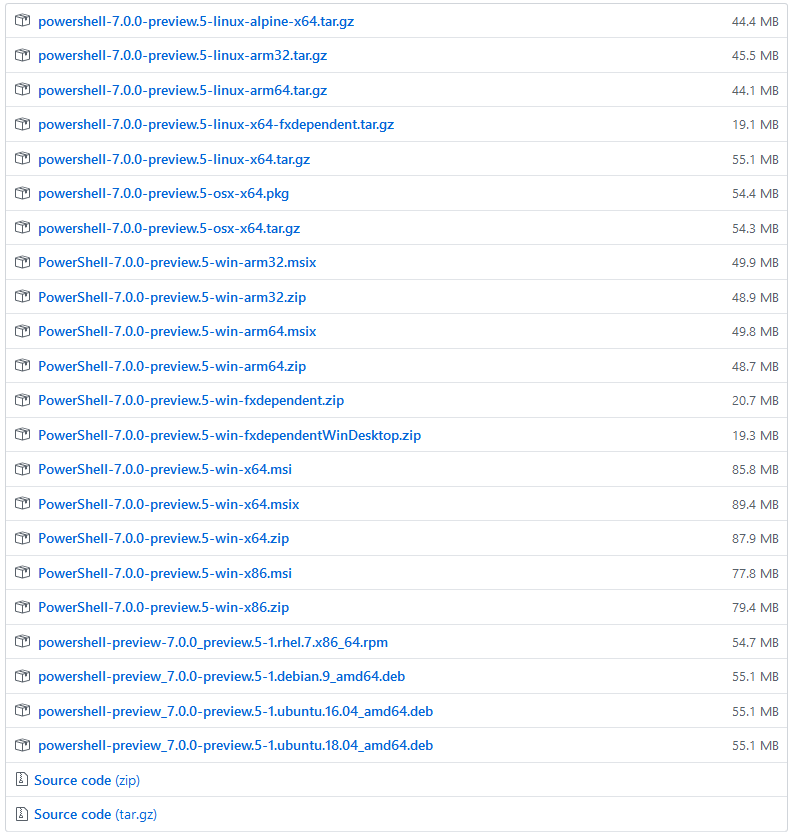 powershell-7.0.0-preview.5-linux-alpine-x64.tar.gz 44.4 MB
powershell-7.0.0-preview.5-linux-arm32.tar.gz 45.5 MB
powershell-7.0.0-preview.5-linux-arm64.tar.gz 44.1 MB
powershell-7.0.0-preview.5-linux-x64-fxdependent.tar.gz 19.1 MB
powershell-7.0.0-preview.5-linux-x64.tar.gz 55.1 MB
powershell-7.0.0-preview.5-osx-x64.pkg 54.4 MB
powershell-7.0.0-preview.5-osx-x64.tar.gz 54.3 MB
PowerShell-7.0.0-preview.5-win-arm32.msix 49.9 MB
PowerShell-7.0.0-preview.5-win-arm32.zip 48.9 MB
PowerShell-7.0.0-preview.5-win-arm64.msix 49.8 MB
PowerShell-7.0.0-preview.5-win-arm64.zip 48.7 MB
PowerShell-7.0.0-preview.5-win-fxdependent.zip 20.7 MB
PowerShell-7.0.0-preview.5-win-fxdependentWinDesktop.zip 19.3 MB
PowerShell-7.0.0-preview.5-win-x64.msi 85.8 MB
PowerShell-7.0.0-preview.5-win-x64.msix 89.4 MB
PowerShell-7.0.0-preview.5-win-x64.zip 87.9 MB
PowerShell-7.0.0-preview.5-win-x86.msi 77.8 MB
PowerShell-7.0.0-preview.5-win-x86.zip 79.4 MB
powershell-preview-7.0.0_preview.5-1.rhel.7.x86_64.rpm 54.7 MB
powershell-preview_7.0.0-preview.5-1.debian.9_amd64.deb 55.1 MB
powershell-preview_7.0.0-preview.5-1.ubuntu.16.04_amd64.deb 55.1 MB
powershell-preview_7.0.0-preview.5-1.ubuntu.18.04_amd64.deb 55.1 MB
Source code (zip)
Source code (tar.gz)